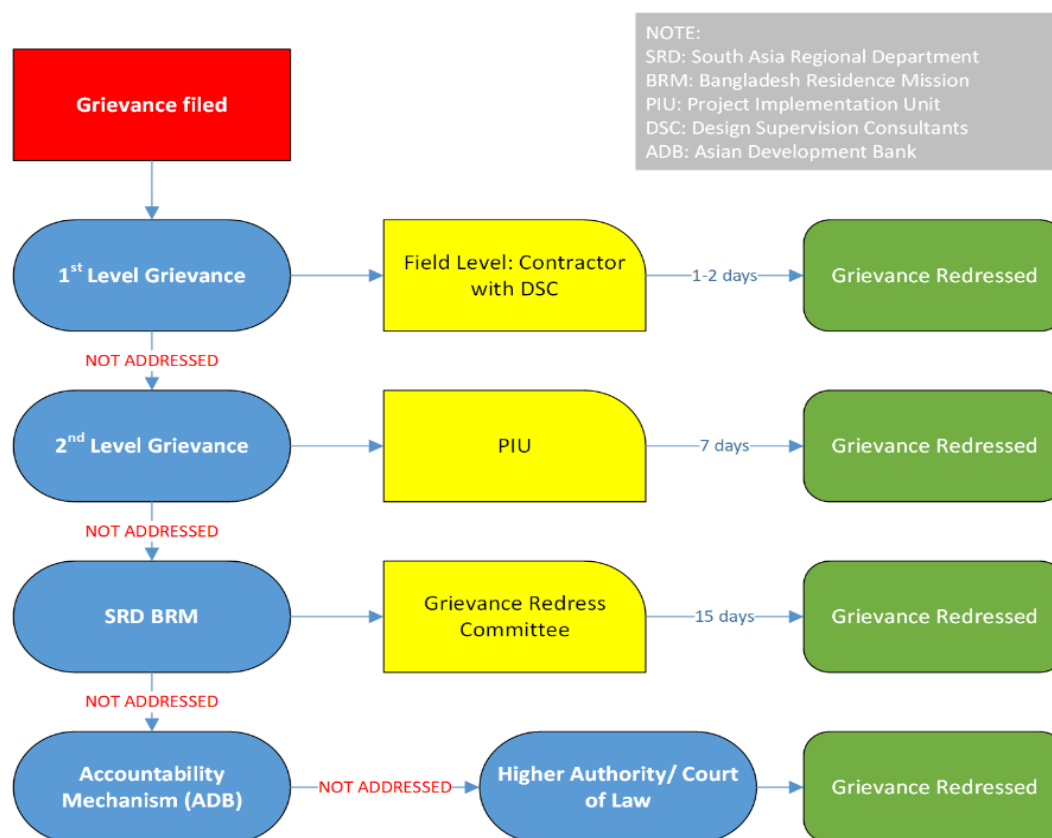 NOTE:
SRD: South Asia Regional Department
BRM: Bangladesh Residence Mission
PIU: Project Implementation Unit
DSC: Design Supervision Consultants
ADB: Asian Development Bank
Grievance filed
1st Level Grievance
Field Level: Contractor
with DSC
1-2 days
Grievance Redressed
NOT ADDRESSED
2nd Level Grievance
PIU
7 days
Grievance Redressed
NOT ADDRESSED
SRD BRM
Grievance Redress
Committee
15 days
Grievance Redressed
NOT ADDRESSED
Accountability
Mechanism (ADB)
NOT ADDRESSED
Higher Authority/ Court
of Law
Grievance Redressed